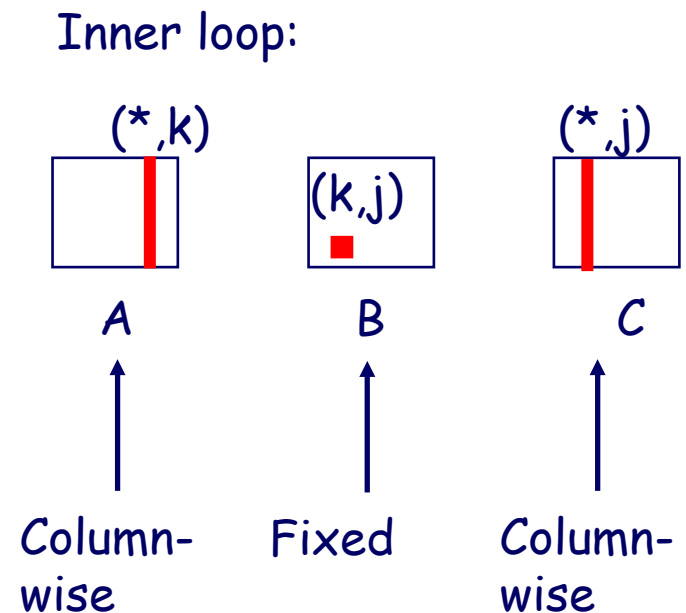 Inner loop:
(*,k)
(*,j)
(k,j)
A
B
C
Column-
wise
Fixed
Column-
wise